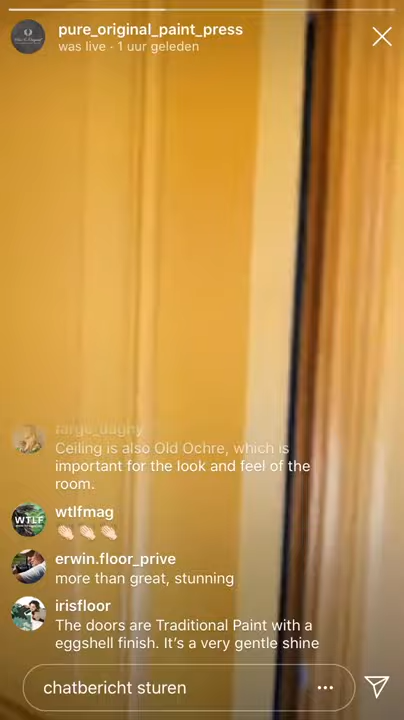 pure_original_paint_press
was live · 1 uur geleden
Ceiling is also Old Ochre, which is
important for the look and feel of the
room.
wtlfmag
WTLF
👏🏻👏🏻👏🏻
erwin.floor_prive
more than great, stunning
irisfloor
The doors are Traditional Paint with a
eggshell finish. It's a very gentle shine
chatbericht sturen